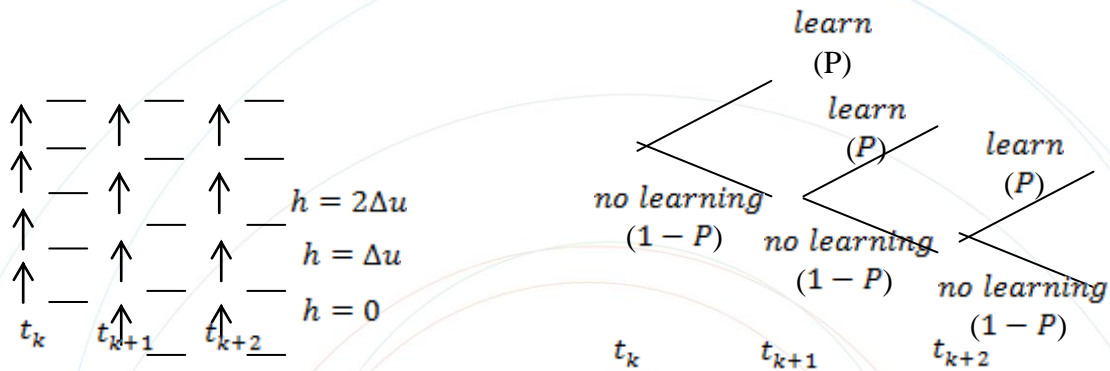 h = 2Δu
h = Δu
h = 0
t_k t_{k+1} t_{k+2}
learn
(P)
learn
(P)
learn
(P)
no learning
(1 − P)
no learning
(1 − P)
no learning
(1 − P)
t_k t_{k+1} t_{k+2}